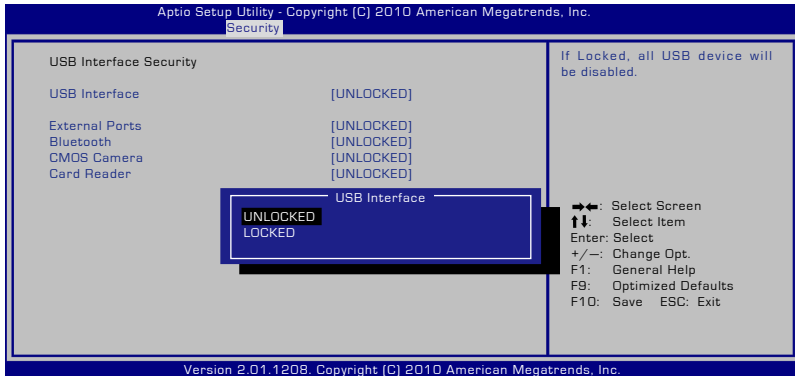 Aptio Setup Utility - Copyright (C) 2010 American Megatrends, Inc.
Security
USB Interface Security
USB Interface [UNLOCKED]
External Ports [UNLOCKED]
Bluetooth [UNLOCKED]
CMOS Camera [UNLOCKED]
Card Reader [UNLOCKED]
USB Interface
UNLOCKED
LOCKED
If Locked, all USB device will
be disabled.
→←: Select Screen
↑↓: Select Item
Enter: Select
+/—: Change Opt.
F1: General Help
F9: Optimized Defaults
F10: Save ESC: Exit
Version 2.01.1208. Copyright (C) 2010 American Megatrends, Inc.